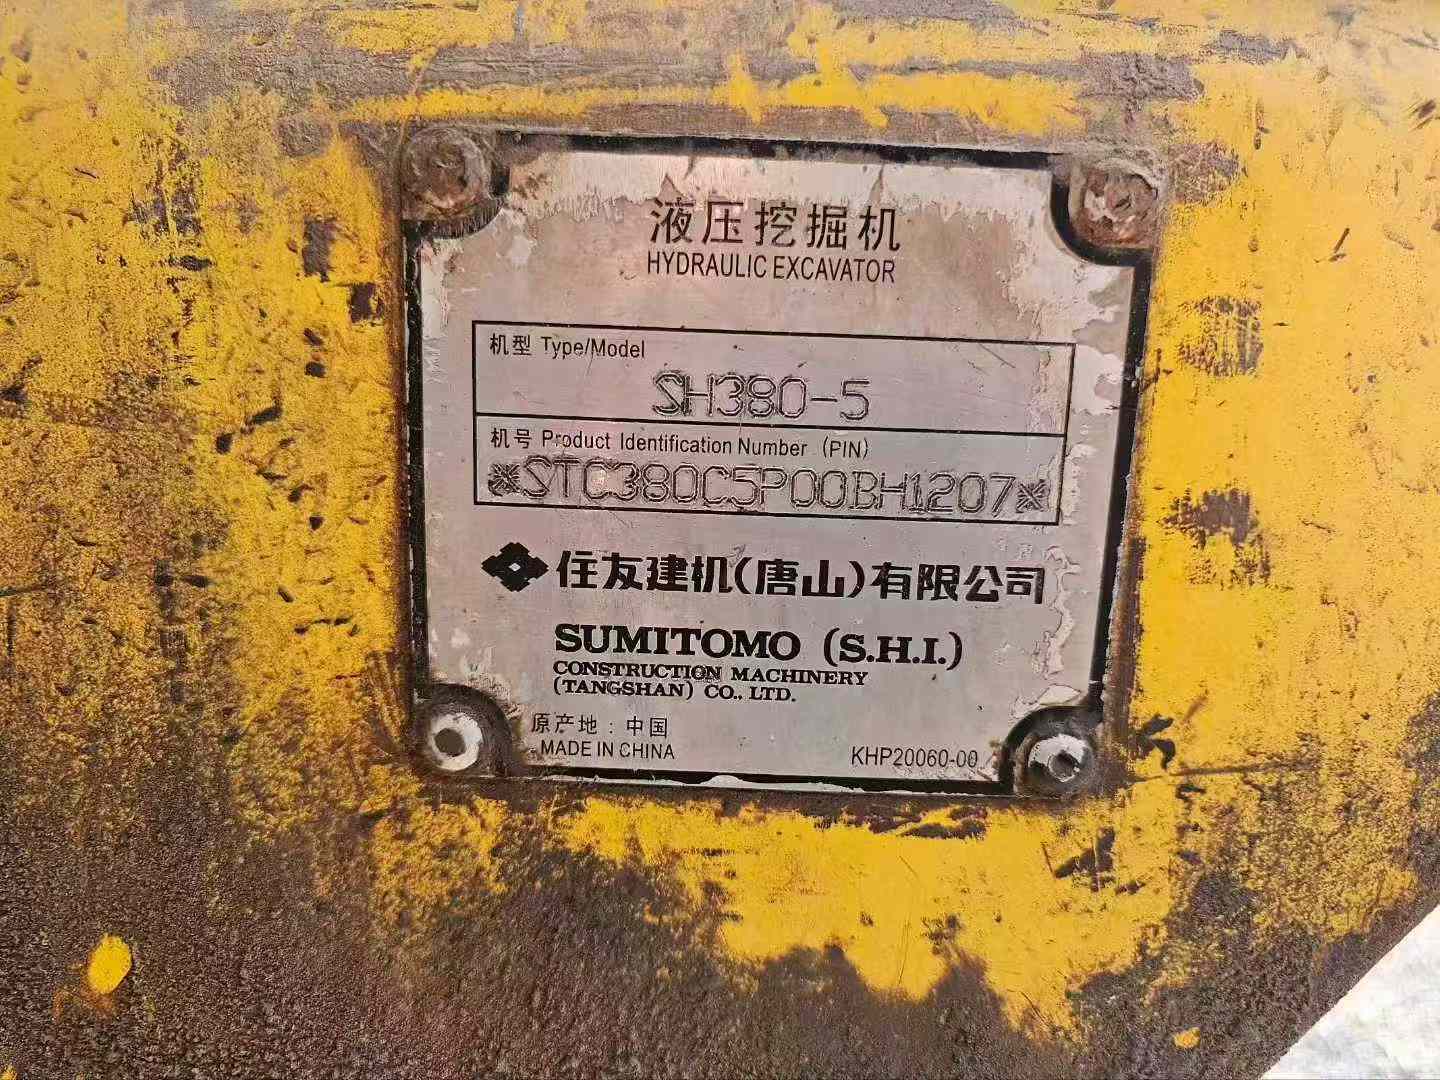 液压挖掘机
HYDRAULIC EXCAVATOR
机型 Type/Model
SH380-5
机号 Product Identification Number (PIN)
*STC380C5P00BH1207*
住友建机(唐山)有限公司
SUMITOMO (S.H.I.)
CONSTRUCTION MACHINERY
(TANGSHAN) CO., LTD.
原产地：中国
MADE IN CHINA
KHP20060-00